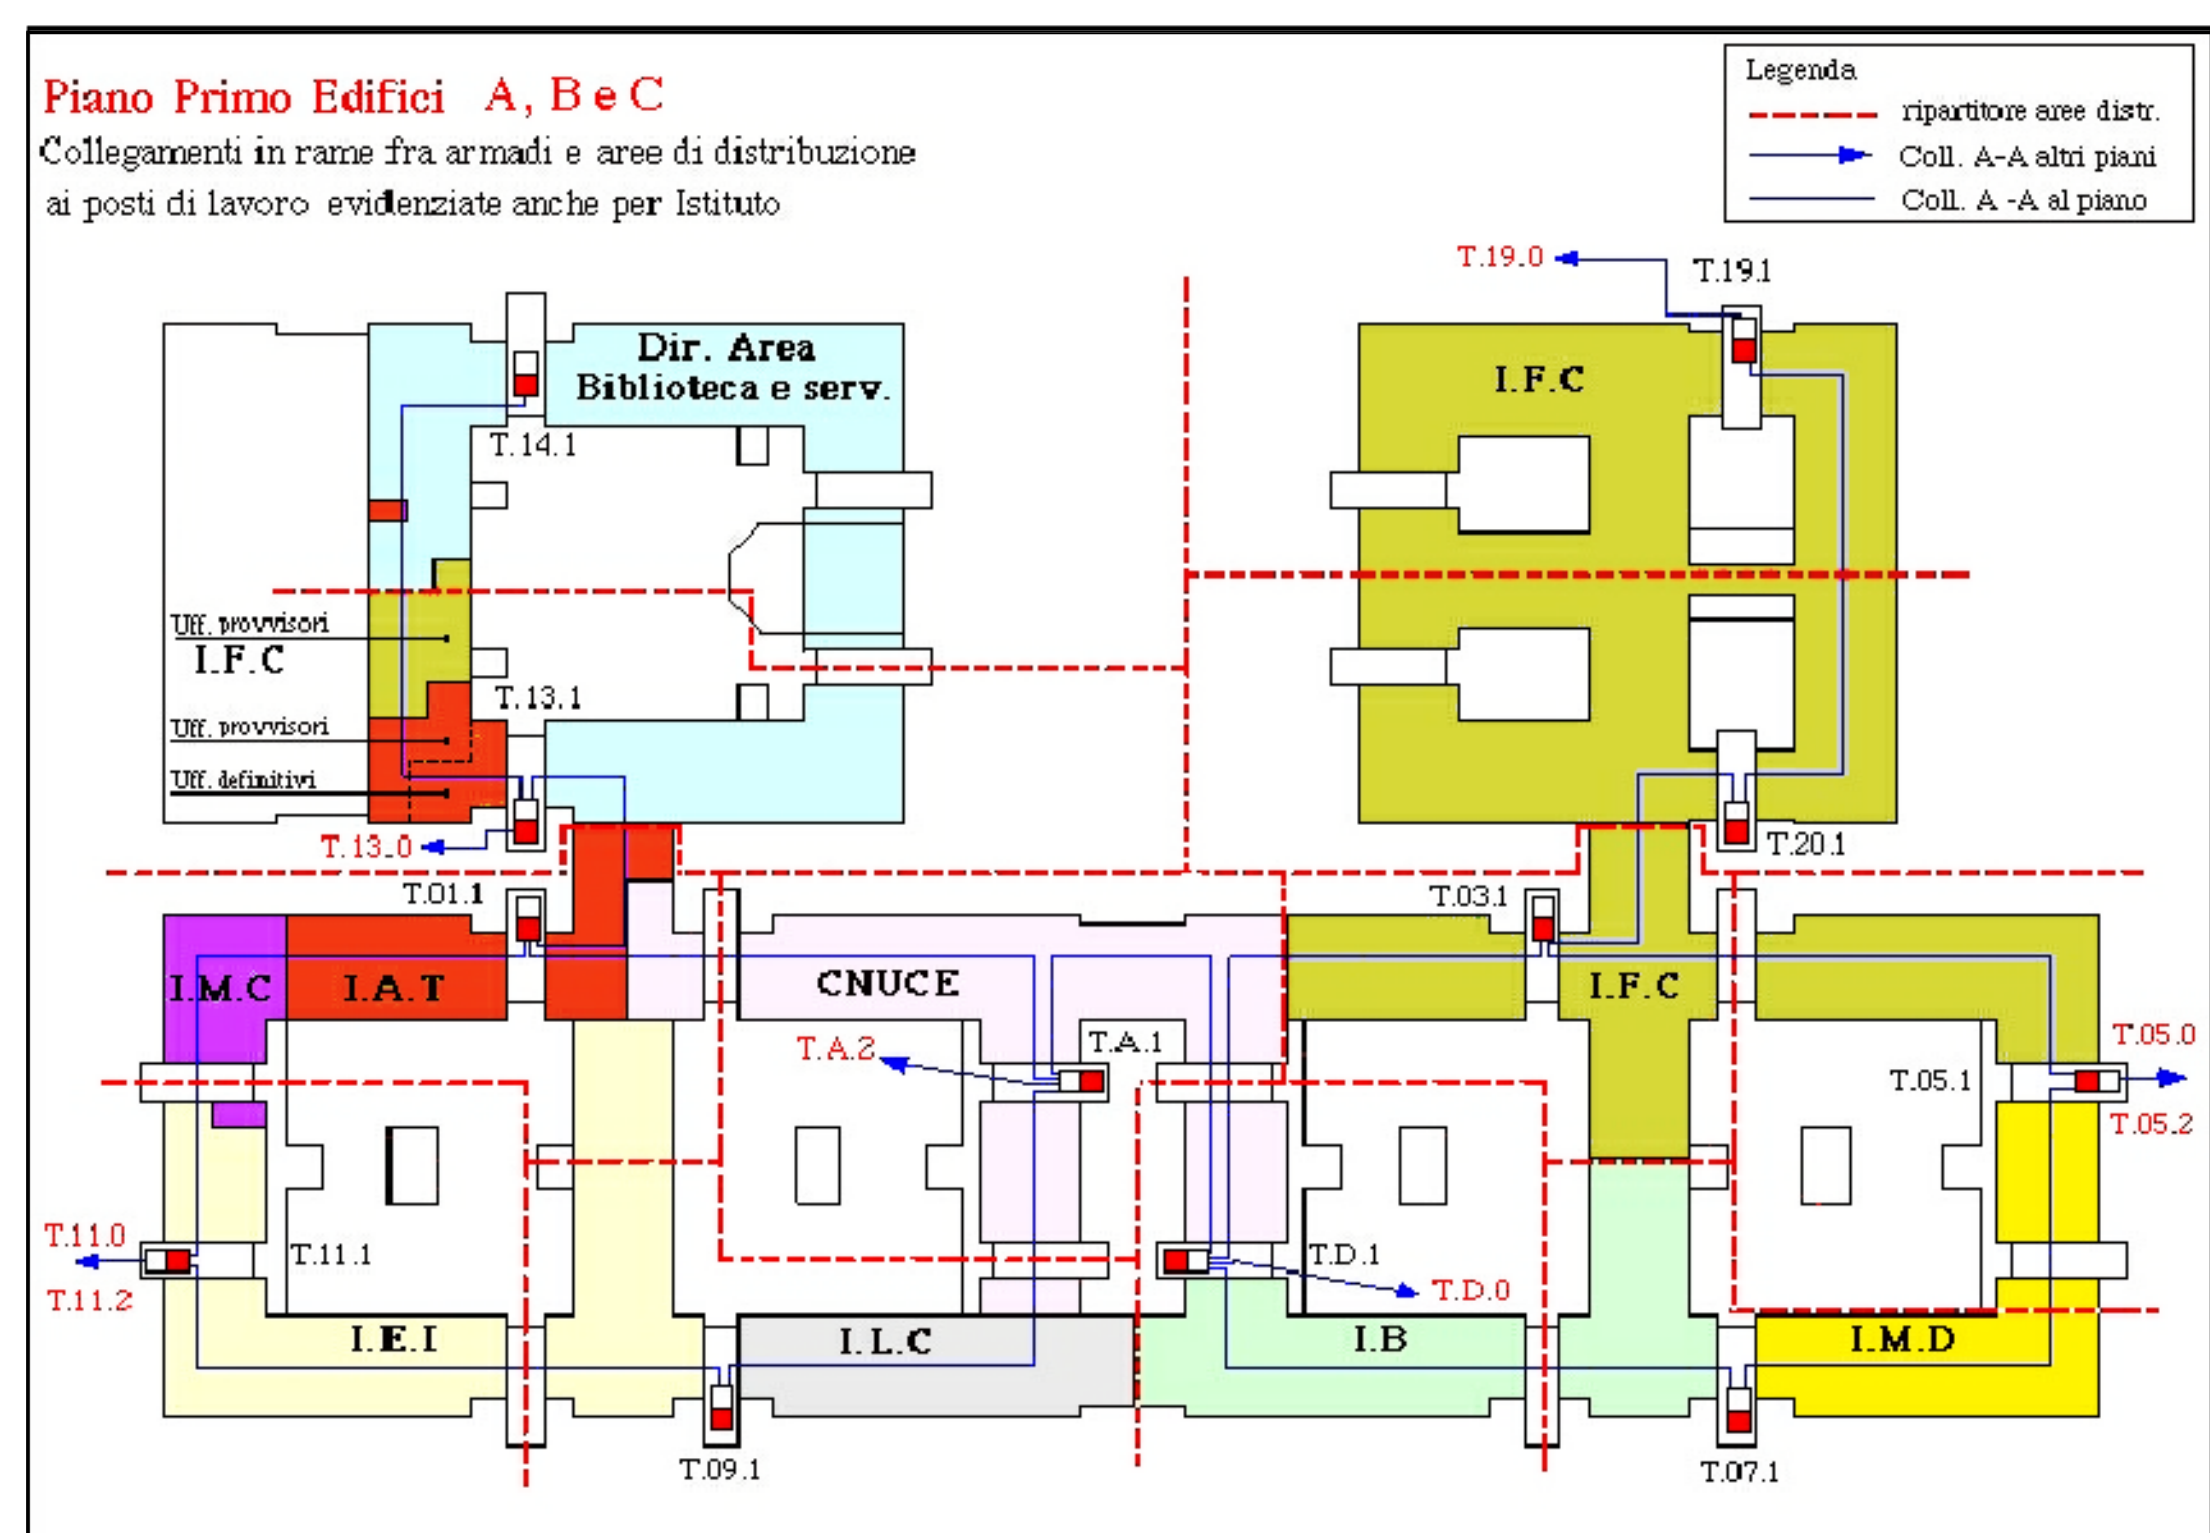 Piano Primo Edifici A, B e C
Collegamenti in rame fra armadi e aree di distribuzione
ai posti di lavoro evidenziate anche per Istituto
Legenda
ripartitore aree distr.
Coll. A-A altri piani
Coll. A -A al piano
T.19.0
T.19.1
Dir. Area
Biblioteca e serv.
I.F.C
T.14.1
Uff. provvisori
I.F.C
T.13.1
Uff. provvisori
Uff. definitivi
T.13.0
T.20.1
T.01.1
T.03.1
I.M.C
I.A.T
CNUCE
I.F.C
T.A.2
T.A.1
T.05.0
T.05.1
T.05.2
T.11.0
T.11.1
T.11.2
T.D.1
T.D.0
I.E.I
I.L.C
I.B
I.M.D
T.09.1
T.07.1